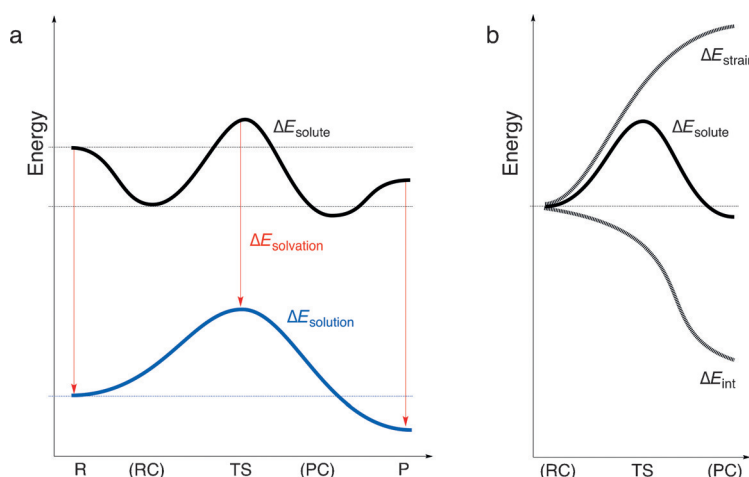 a
b
Energy
ΔEsolute
ΔEsolvation
ΔEsolution
R (RC) TS (PC) P
Energy
ΔEstrain
ΔEsolute
ΔEint
(RC) TS (PC)